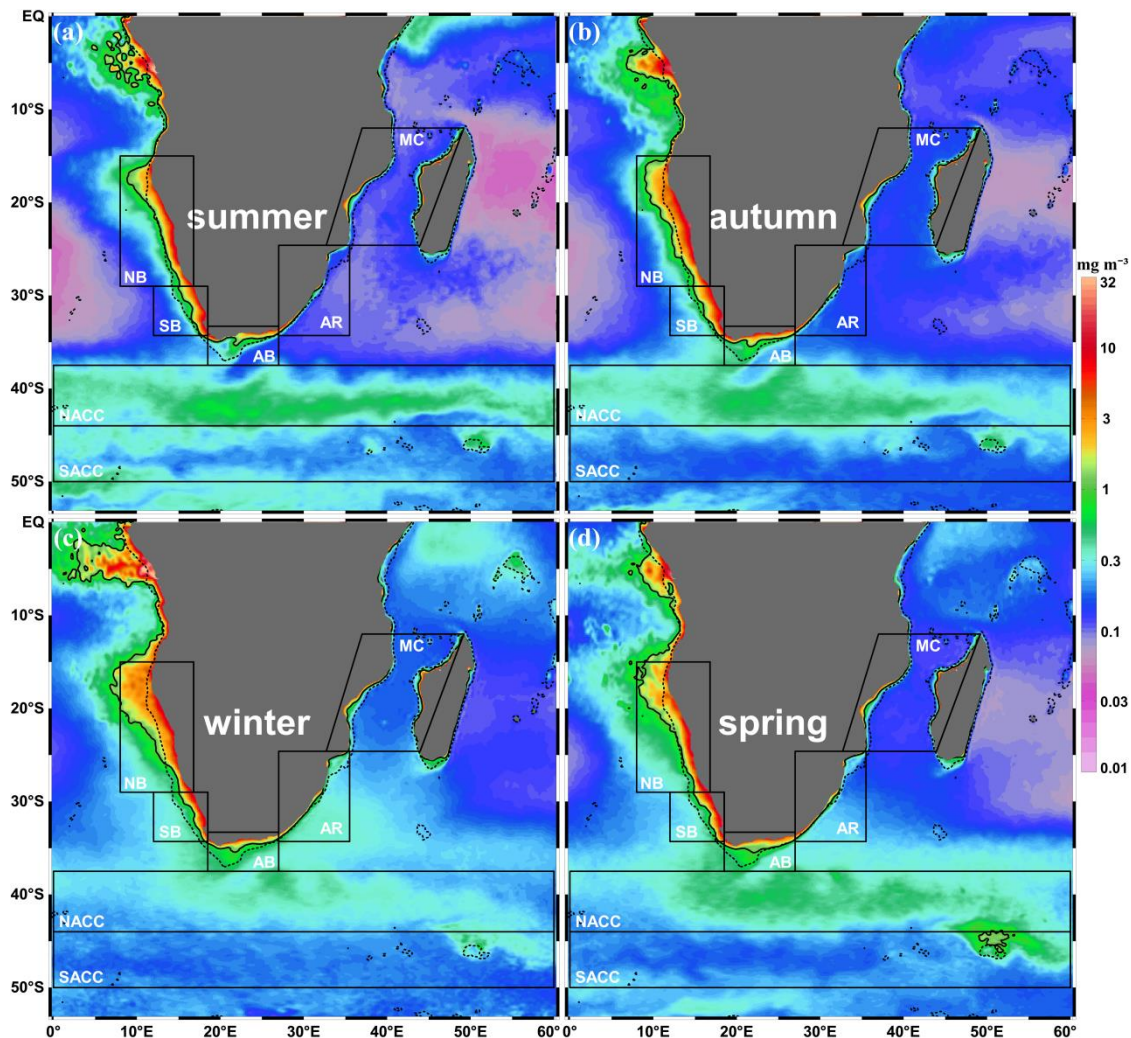 EQ
10°S
20°S
30°S
40°S
50°S
(a)
MC
summer
NB
SB
AR
AB
NACC
SACC
(b)
MC
autumn
NB
SB
AR
AB
NACC
SACC
mg m⁻³
32
10
3
1
0.3
0.1
0.03
0.01
EQ
10°S
20°S
30°S
40°S
50°S
(c)
MC
winter
NB
SB
AR
AB
NACC
SACC
(d)
MC
spring
NB
SB
AR
AB
NACC
SACC
0° 10°E 20°E 30°E 40°E 50°E 60°E
0° 10°E 20°E 30°E 40°E 50°E 60°E